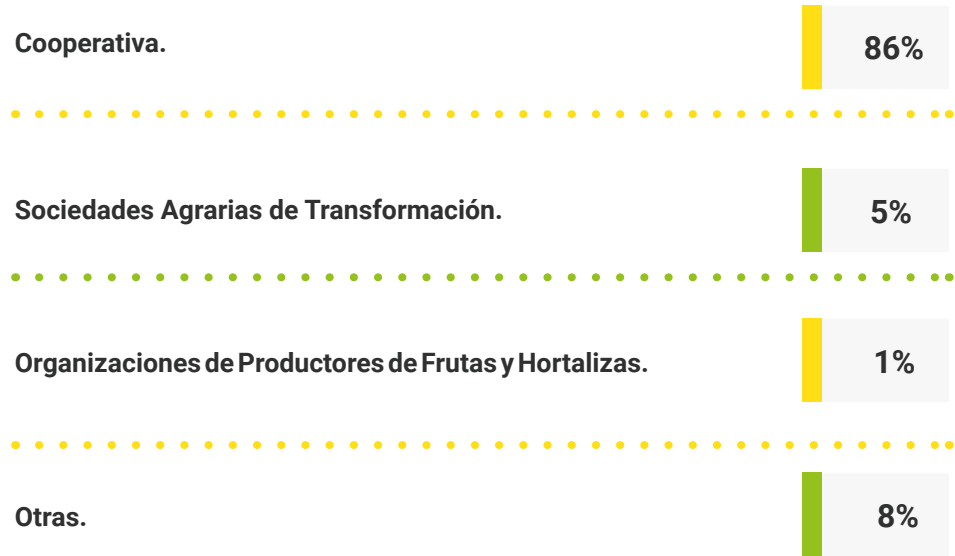 Cooperativa.
86%
Sociedades Agrarias de Transformación.
5%
Organizaciones de Productores de Frutas y Hortalizas.
1%
Otras.
8%